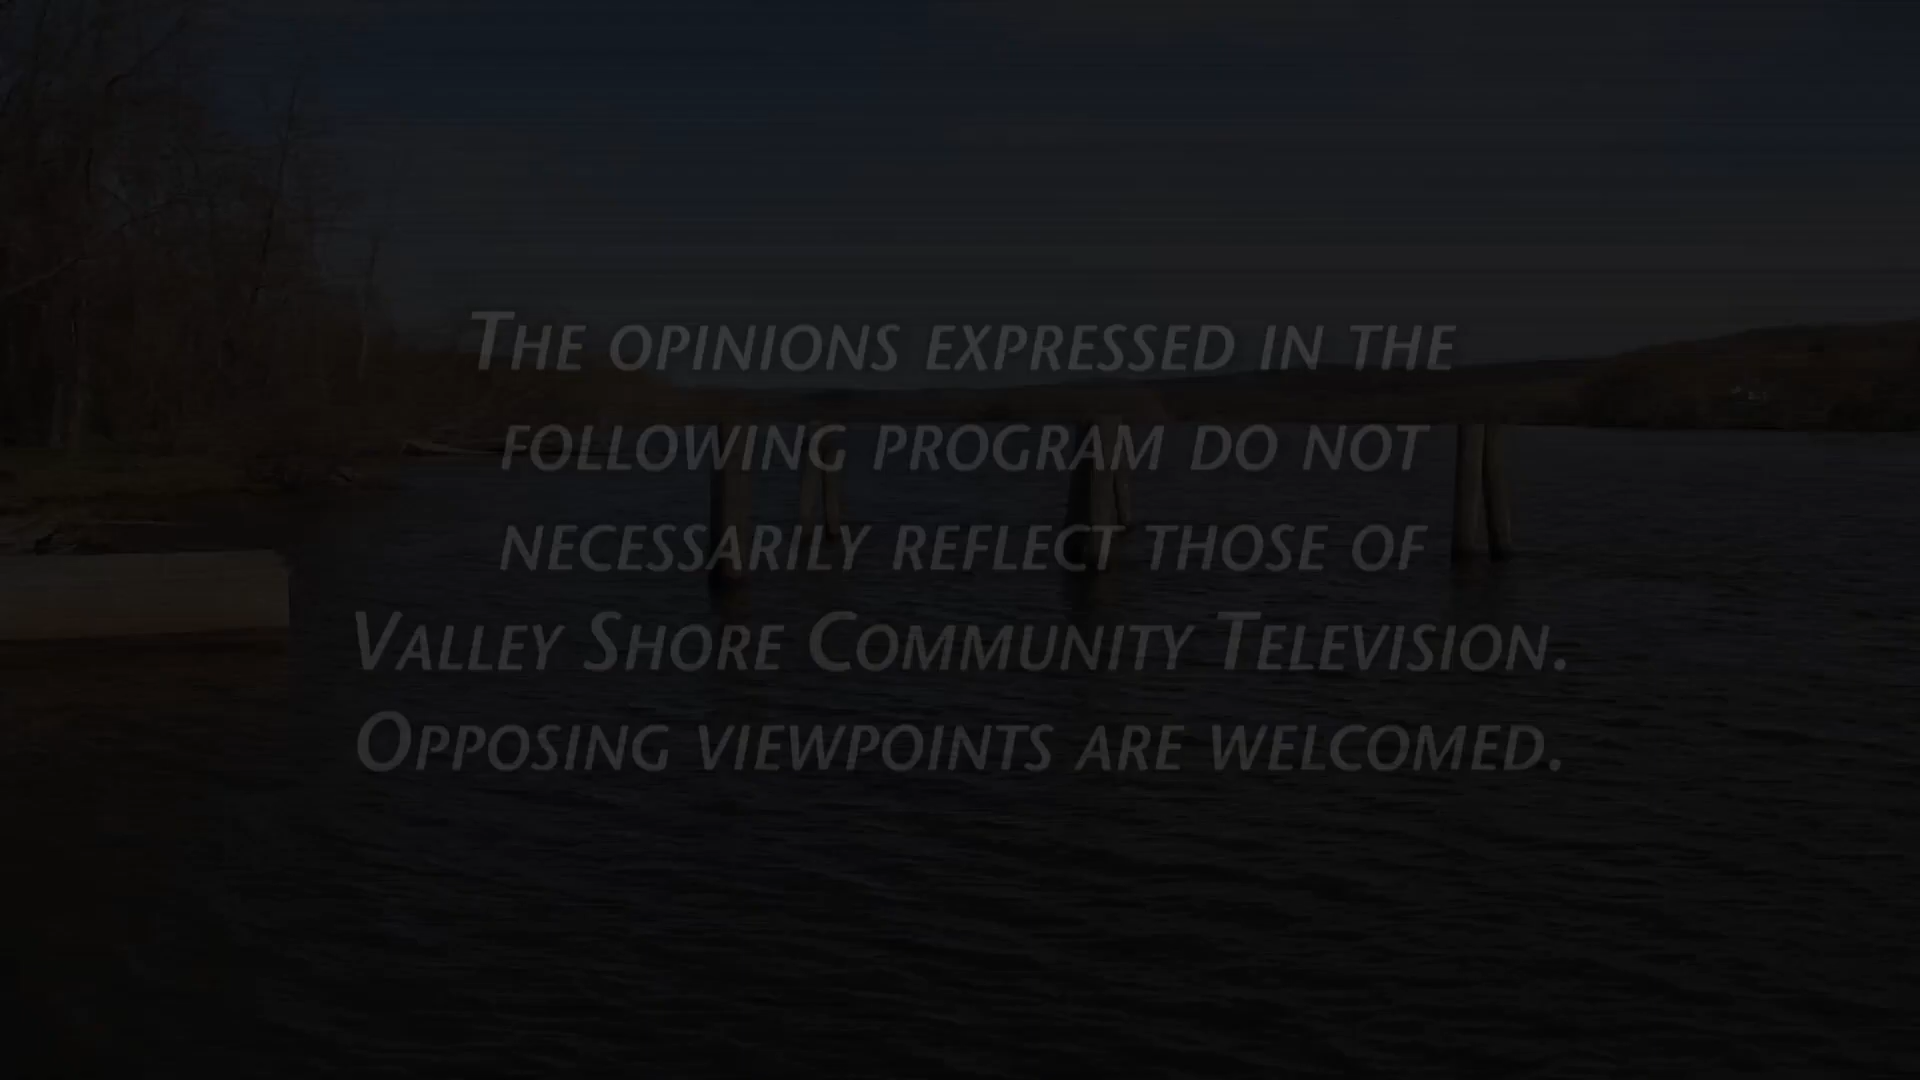 The opinions expressed in the
following program do not
necessarily reflect those of
Valley Shore Community Television.
Opposing viewpoints are welcomed.